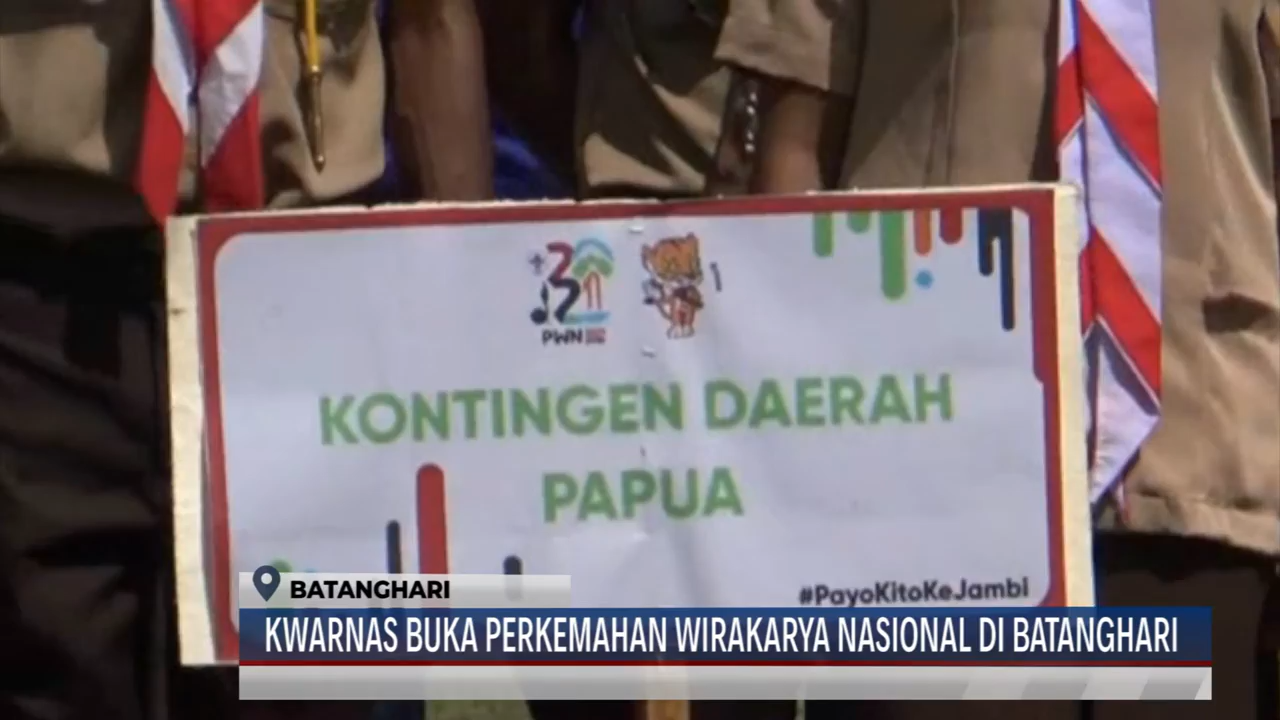 PWN
KONTINGEN DAERAH
PAPUA
#PayoKitoKeJambi
BATANGHARI
KWARNAS BUKA PERKEMAHAN WIRAKARYA NASIONAL DI BATANGHARI